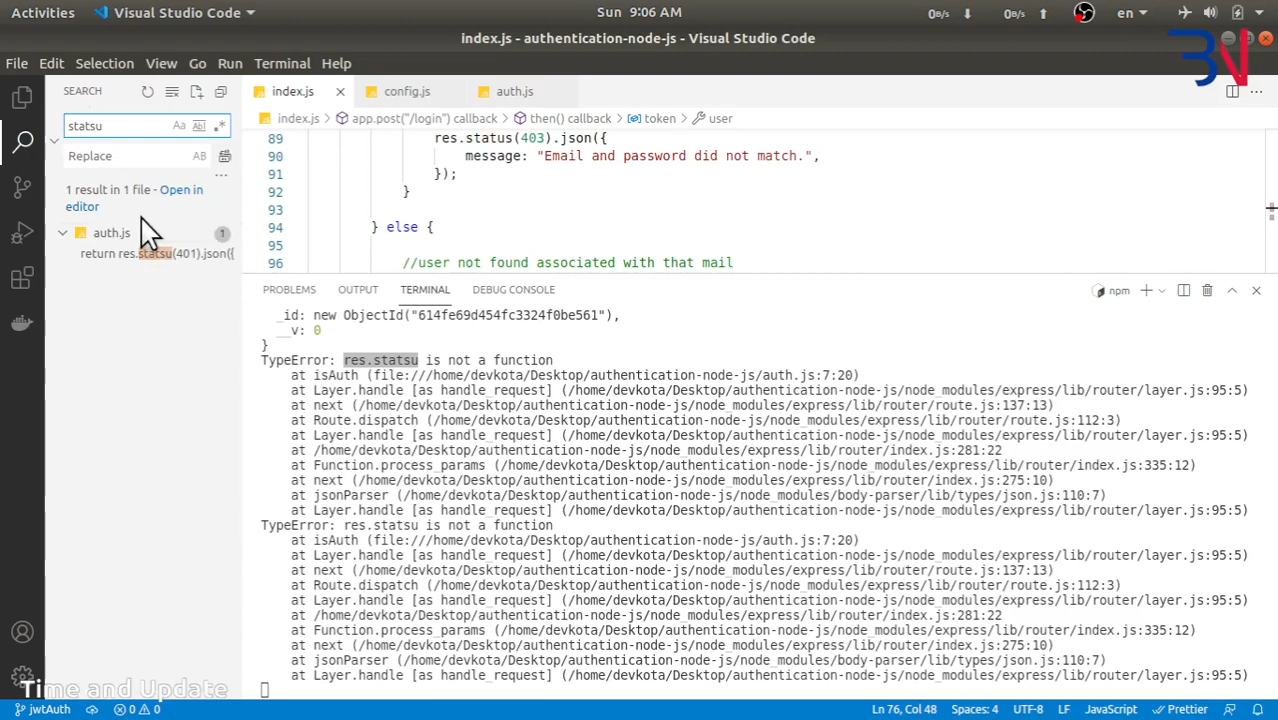 Activities Visual Studio Code Sun 9:06 AM 0B/s 0B/s en
index.js - authentication-node-js - Visual Studio Code
File Edit Selection View Go Run Terminal Help
SEARCH
statsu
Aa Abl .*
Replace
AB
1 result in 1 file - Open in
editor
auth.js 1
return res.statsu(401).json({
index.js config.js auth.js
index.js > app.post("/login") callback > then() callback > token > user
89 res.status(403).json({
90 message: "Email and password did not match.",
91 });
92 }
93
94 } else {
95
96 //user not found associated with that mail
PROBLEMS OUTPUT TERMINAL DEBUG CONSOLE npm
_id: new ObjectId("614fe69d454fc3324f0be561"),
__v: 0
}
TypeError: res.statsu is not a function
at isAuth (file:///home/devkota/Desktop/authentication-node-js/auth.js:7:20)
at Layer.handle [as handle_request] (/home/devkota/Desktop/authentication-node-js/node_modules/express/lib/router/layer.js:95:5)
at next (/home/devkota/Desktop/authentication-node-js/node_modules/express/lib/router/route.js:137:13)
at Route.dispatch (/home/devkota/Desktop/authentication-node-js/node_modules/express/lib/router/route.js:112:3)
at Layer.handle [as handle_request] (/home/devkota/Desktop/authentication-node-js/node_modules/express/lib/router/layer.js:95:5)
at /home/devkota/Desktop/authentication-node-js/node_modules/express/lib/router/index.js:281:22
at Function.process_params (/home/devkota/Desktop/authentication-node-js/node_modules/express/lib/router/index.js:335:12)
at next (/home/devkota/Desktop/authentication-node-js/node_modules/express/lib/router/index.js:275:10)
at jsonParser (/home/devkota/Desktop/authentication-node-js/node_modules/body-parser/lib/types/json.js:110:7)
at Layer.handle [as handle_request] (/home/devkota/Desktop/authentication-node-js/node_modules/express/lib/router/layer.js:95:5)
TypeError: res.statsu is not a function
at isAuth (file:///home/devkota/Desktop/authentication-node-js/auth.js:7:20)
at Layer.handle [as handle_request] (/home/devkota/Desktop/authentication-node-js/node_modules/express/lib/router/layer.js:95:5)
at next (/home/devkota/Desktop/authentication-node-js/node_modules/express/lib/router/route.js:137:13)
at Route.dispatch (/home/devkota/Desktop/authentication-node-js/node_modules/express/lib/router/route.js:112:3)
at Layer.handle [as handle_request] (/home/devkota/Desktop/authentication-node-js/node_modules/express/lib/router/layer.js:95:5)
at /home/devkota/Desktop/authentication-node-js/node_modules/express/lib/router/index.js:281:22
at Function.process_params (/home/devkota/Desktop/authentication-node-js/node_modules/express/lib/router/index.js:335:12)
at next (/home/devkota/Desktop/authentication-node-js/node_modules/express/lib/router/index.js:275:10)
at jsonParser (/home/devkota/Desktop/authentication-node-js/node_modules/body-parser/lib/types/json.js:110:7)
at Layer.handle [as handle_request] (/home/devkota/Desktop/authentication-node-js/node_modules/express/lib/router/layer.js:95:5)
Time and Update
jwtAuth 0 0 Ln 76, Col 48 Spaces: 4 UTF-8 LF JavaScript Prettier